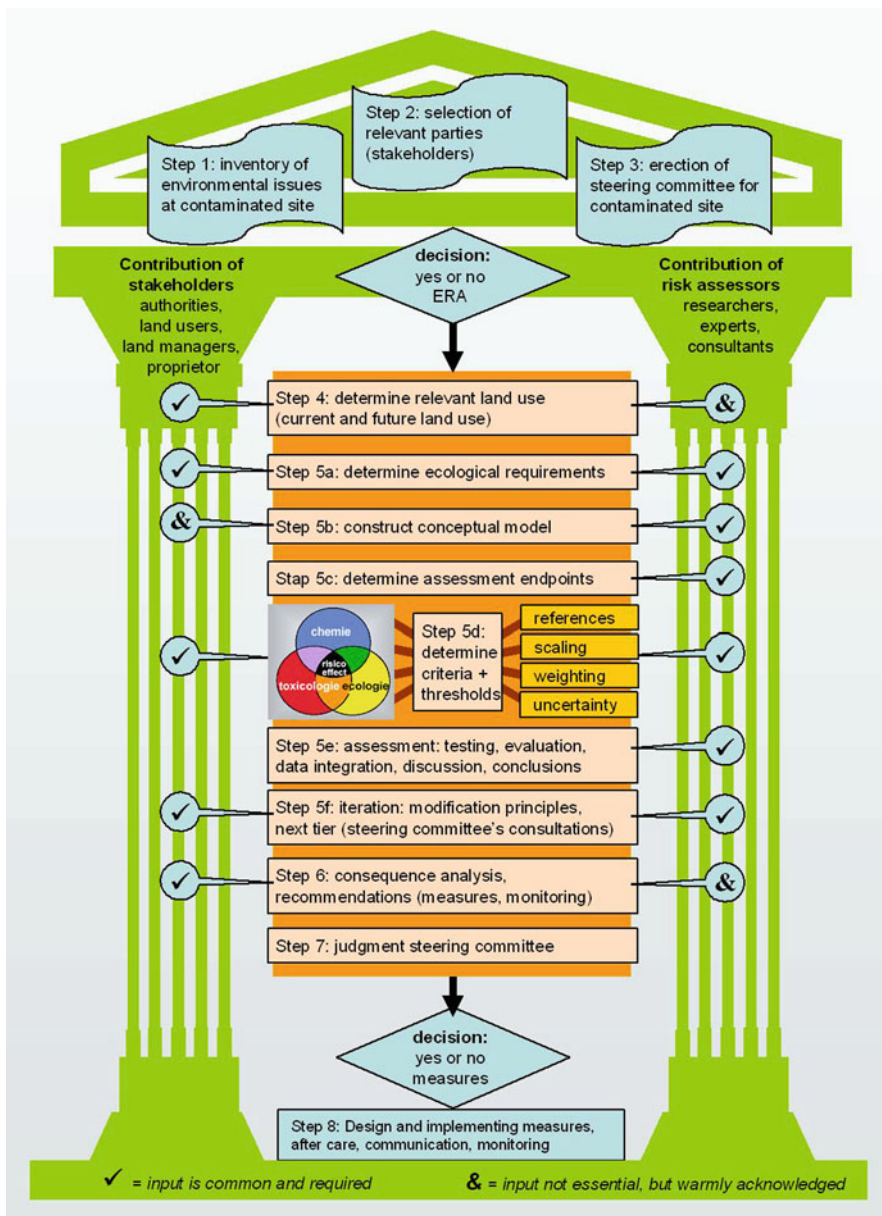 Step 2: selection of
relevant parties
(stakeholders)
Step 1: inventory of
environmental issues
at contaminated site
Step 3: erection of
steering committee for
contaminated site
Contribution of
stakeholders
authorities,
land users,
land managers,
proprietor
decision:
yes or no
ERA
Contribution of
risk assessors
researchers,
experts,
consultants
✓
Step 4: determine relevant land use
(current and future land use)
&
✓
Step 5a: determine ecological requirements
✓
&
Step 5b: construct conceptual model
✓
Stap 5c: determine assessment endpoints
✓
✓
chemie
risico
effect
toxicologie
ecologie
Step 5d:
determine
criteria +
thresholds
references
scaling
weighting
uncertainty
✓
Step 5e: assessment: testing, evaluation,
data integration, discussion, conclusions
✓
✓
Step 5f: iteration: modification principles,
next tier (steering committee's consultations)
✓
✓
Step 6: consequence analysis,
recommendations (measures, monitoring)
&
Step 7: judgment steering committee
decision:
yes or no
measures
Step 8: Design and implementing measures,
after care, communication, monitoring
✓ = input is common and required
& = input not essential, but warmly acknowledged